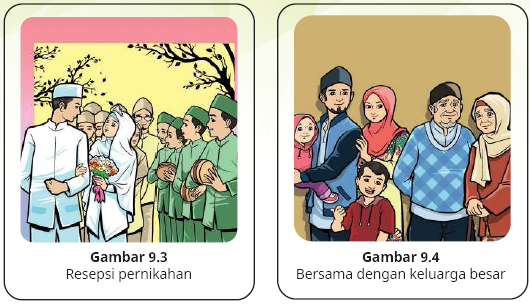 Gambar 9.3
Resepsi pernikahan
Gambar 9.4
Bersama dengan keluarga besar